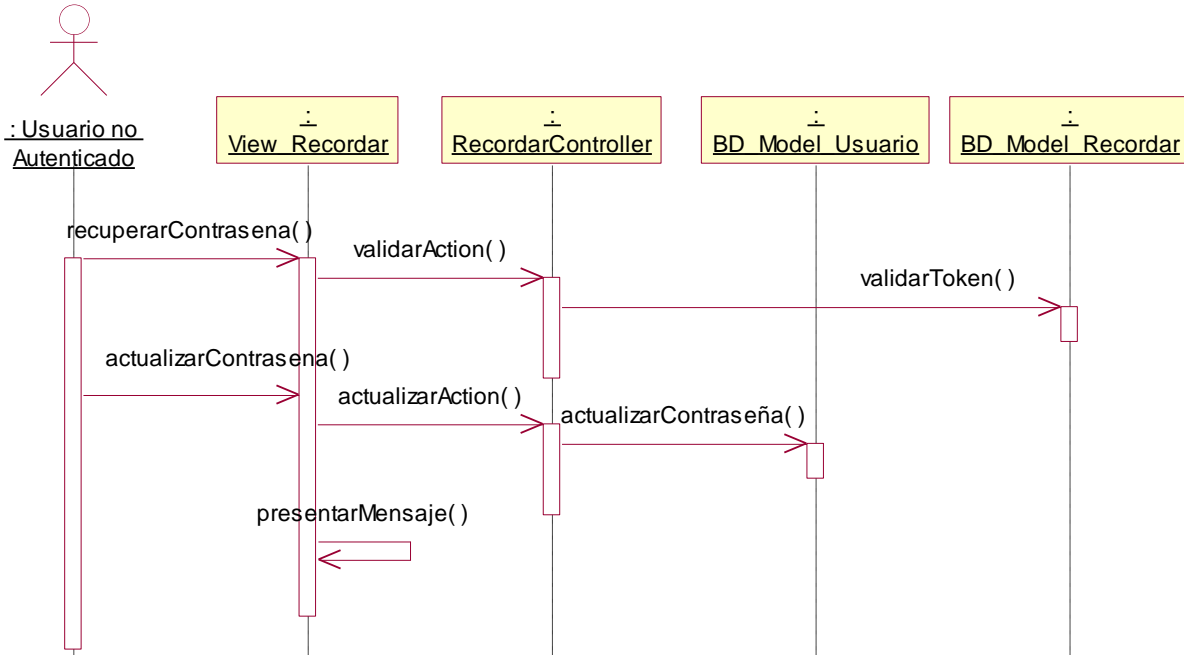 : Usuario no
Autenticado
:
View_Recordar
:
RecordarController
:
BD_Model_Usuario
:
BD_Model_Recordar
recuperarContrasena( )
validarAction( )
validarToken( )
actualizarContrasena( )
actualizarAction( )
actualizarContraseña( )
presentarMensaje( )